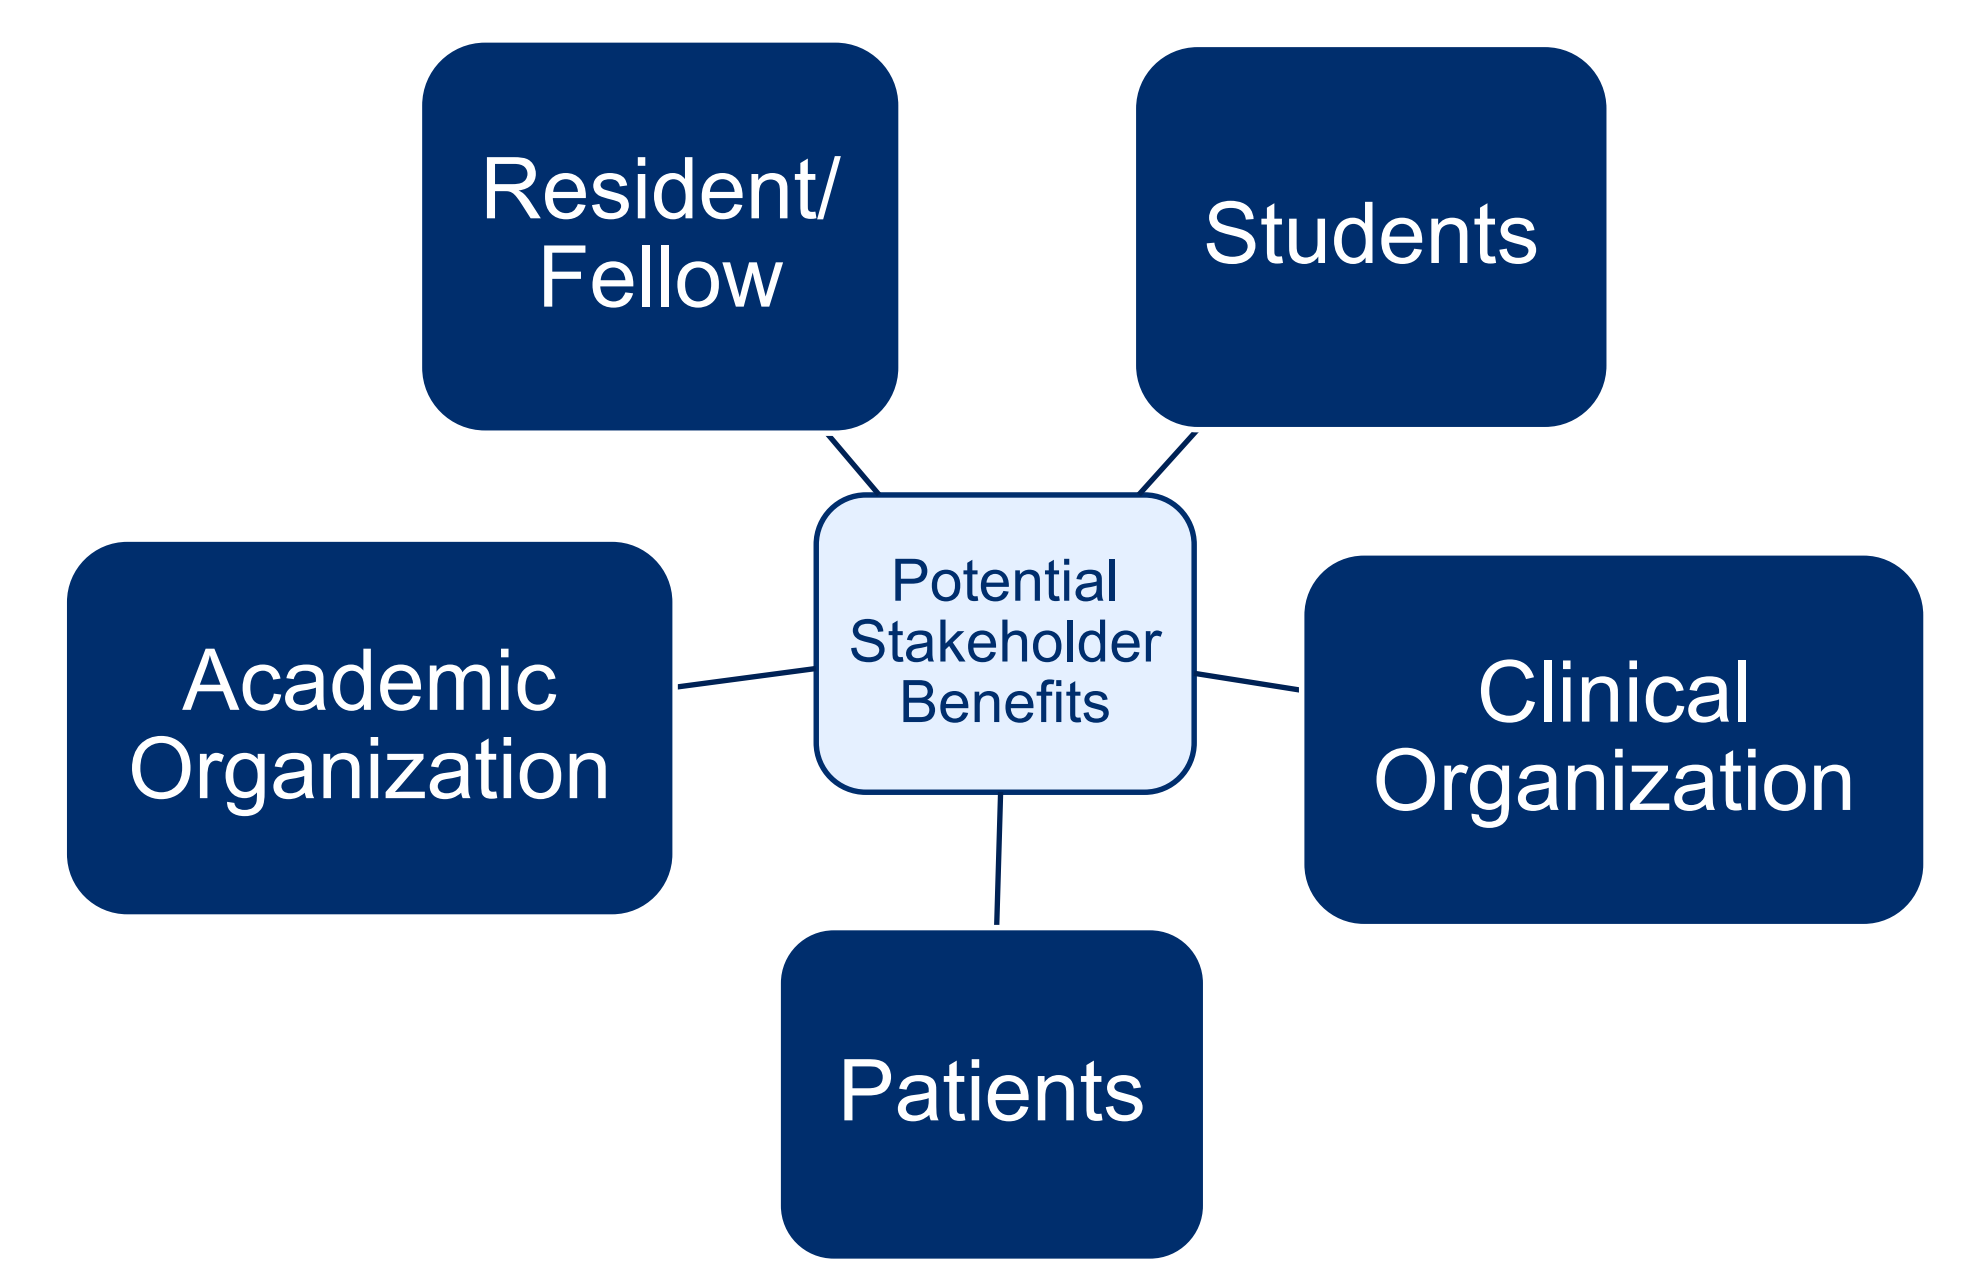 Resident/
Fellow
Students
Potential
Stakeholder
Benefits
Academic
Organization
Clinical
Organization
Patients